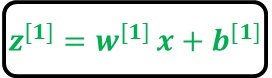 z^[1] = w^[1] x + b^[1]